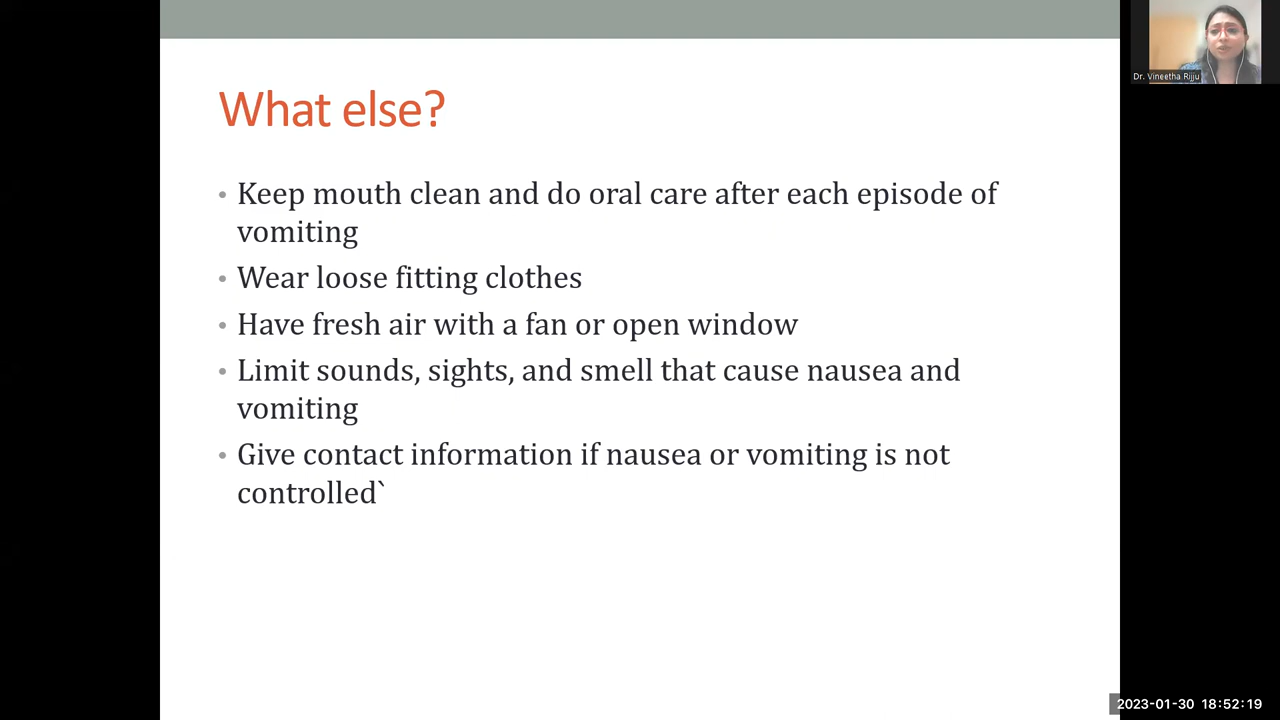 Dr. Vineetha Rijju
What else?
• Keep mouth clean and do oral care after each episode of
vomiting
• Wear loose fitting clothes
• Have fresh air with a fan or open window
• Limit sounds, sights, and smell that cause nausea and
vomiting
• Give contact information if nausea or vomiting is not
controlled`
2023-01-30 18:52:19